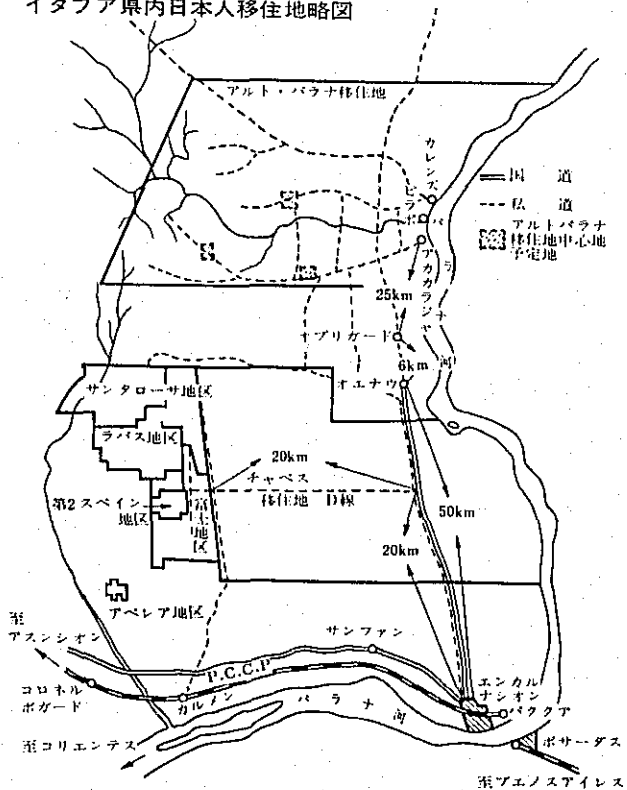 イタプア県内日本人移住地略図
アルト・パラナ移住地
カレンズ
ピラポ
アカカラジャ
パラナ河
国道
私道
アルトパラナ
移住地中心地
予定地
25km
オブリガード
6km
オエナウ
サンタローサ地区
ラパス地区
20km
チャベス
移住地 D線
第2スペイン
地区
富士地区
50km
20km
アペレア地区
至
アスンシオン
サンファン
P.C.C.P
エンカル
ナシオン
コロネル
ボガード
カルメン
パラナ河
パククア
至コリエンテス
ポサーダス
至ブエノスアイレス